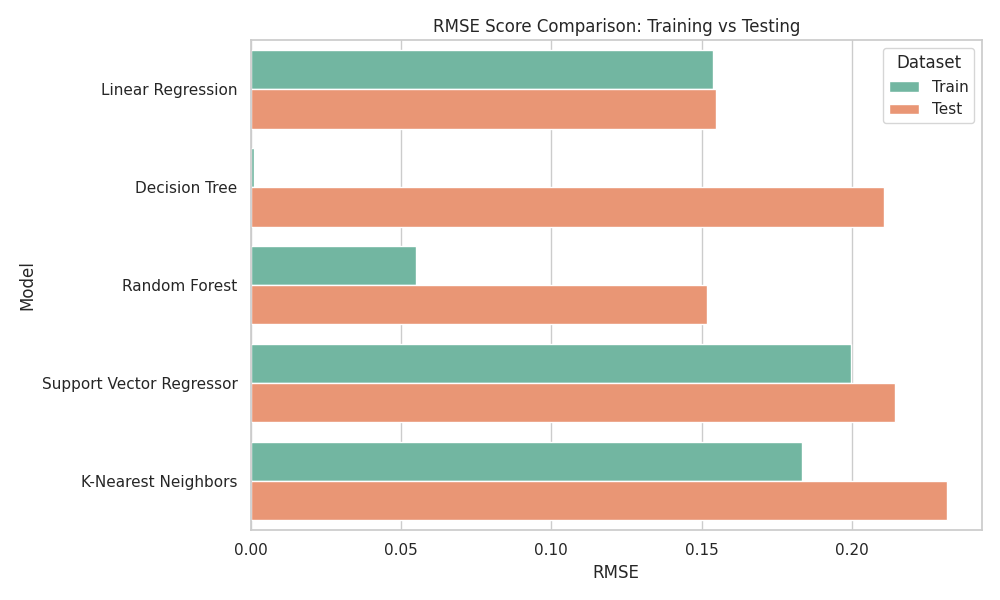 RMSE Score Comparison: Training vs Testing
Dataset
Train
Test
Model
Linear Regression
Decision Tree
Random Forest
Support Vector Regressor
K-Nearest Neighbors
0.00 0.05 0.10 0.15 0.20
RMSE